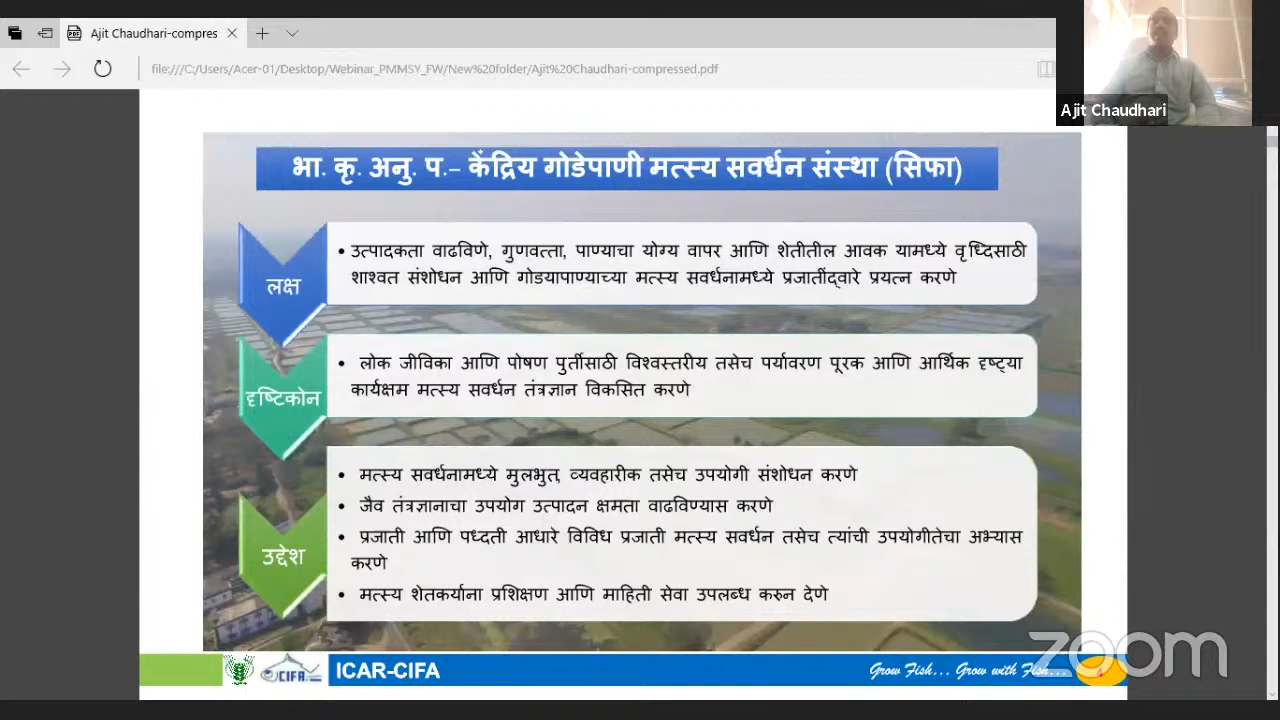 Ajit Chaudhari-compres
file:///C:/Users/Acer-01/Desktop/Webinar_PMMSY_FW/New%20folder/Ajit%20Chaudhari-compressed.pdf
Ajit Chaudhari
भा. कृ. अनु. प.– केंद्रिय गोडेपाणी मत्स्य सवर्धन संस्था (सिफा)
लक्ष
• उत्पादकता वाढविणे, गुणवत्ता, पाण्याचा योग्य वापर आणि शेतीतील आवक यामध्ये वृध्दिसाठी
शाश्वत संशोधन आणि गोडयापाण्याच्या मत्स्य सवर्धनामध्ये प्रजातींद्वारे प्रयत्न करणे
दृष्टिकोन
• लोक जीविका आणि पोषण पुर्तीसाठी विश्वस्तरीय तसेच पर्यावरण पूरक आणि आर्थिक दृष्ट्या
कार्यक्षम मत्स्य सवर्धन तंत्रज्ञान विकसित करणे
उद्देश
• मत्स्य सवर्धनामध्ये मुलभुत, व्यवहारीक तसेच उपयोगी संशोधन करणे
• जैव तंत्रज्ञानाचा उपयोग उत्पादन क्षमता वाढविण्यास करणे
• प्रजाती आणि पध्दती आधारे विविध प्रजाती मत्स्य सवर्धन तसेच त्यांची उपयोगीतेचा अभ्यास
करणे
• मत्स्य शेतकर्याना प्रशिक्षण आणि माहिती सेवा उपलब्ध करुन देणे
CIFA
ICAR-CIFA
Grow Fish... Grow with Fish...
zoom